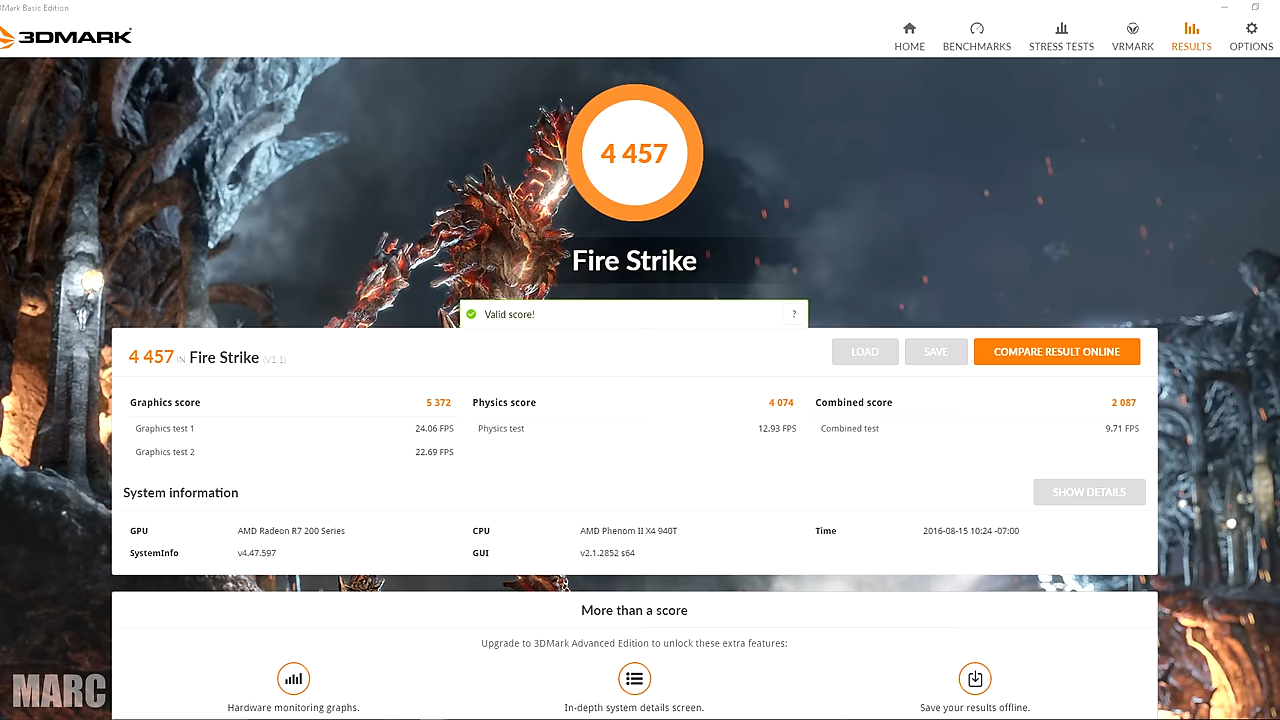 3DMark Basic Edition
3DMARK
HOME BENCHMARKS STRESS TESTS VRMARK RESULTS OPTIONS
4 457
Fire Strike
Valid score! ?
4 457 IN Fire Strike (V1.1) LOAD SAVE COMPARE RESULT ONLINE
Graphics score 5 372 Physics score 4 074 Combined score 2 087
Graphics test 1 24.06 FPS Physics test 12.93 FPS Combined test 9.71 FPS
Graphics test 2 22.69 FPS
System information SHOW DETAILS
GPU AMD Radeon R7 200 Series CPU AMD Phenom II X4 940T Time 2016-08-15 10:24 -07:00
SystemInfo v4.47.597 GUI v2.1.2852 s64
More than a score
Upgrade to 3DMark Advanced Edition to unlock these extra features:
Hardware monitoring graphs. In-depth system details screen. Save your results offline.
MARC